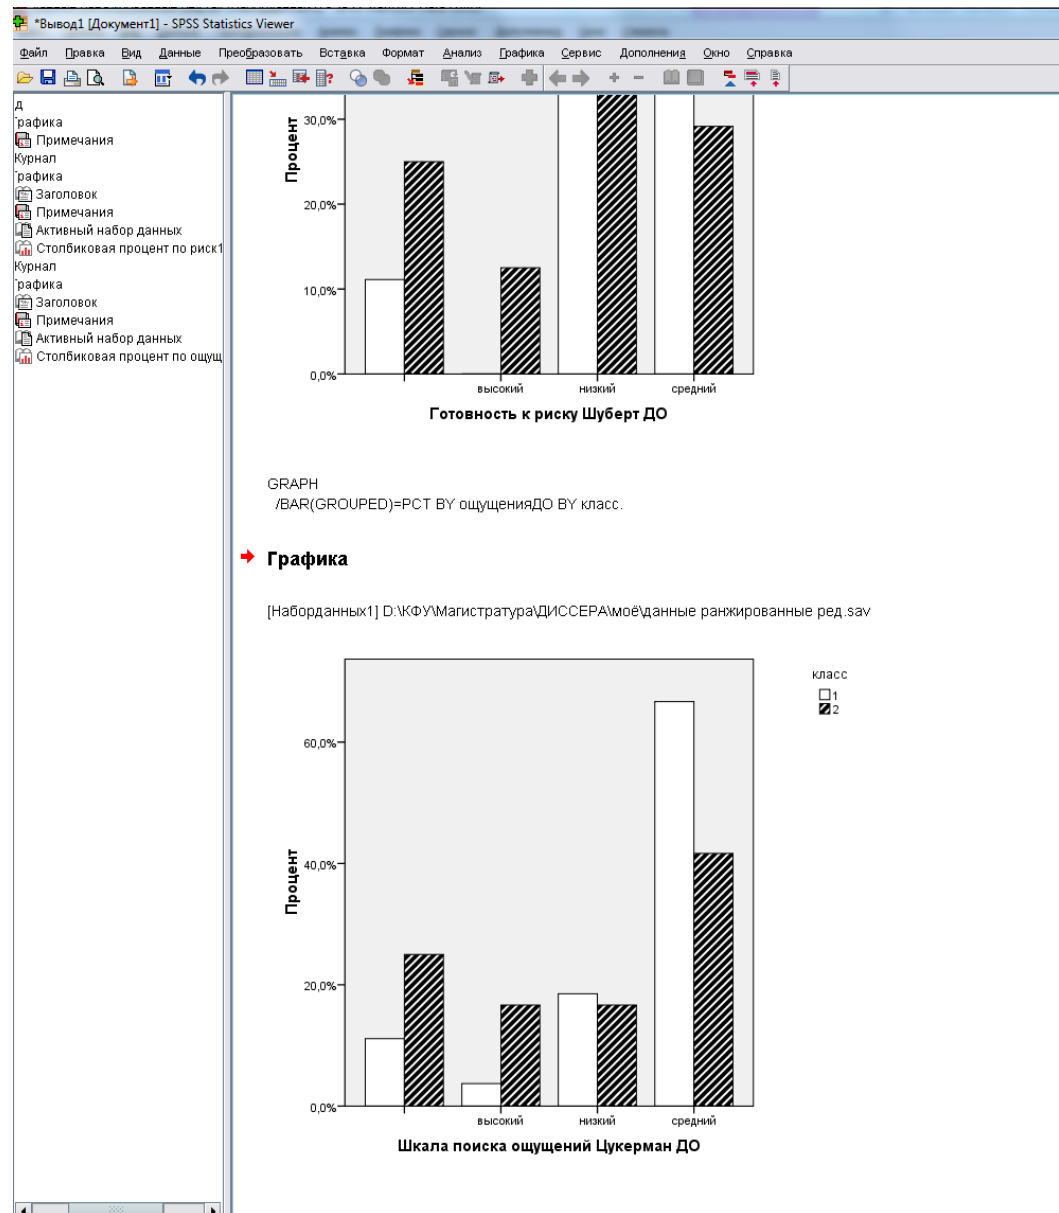 *Вывод1 [Документ1] - SPSS Statistics Viewer
Файл Правка Вид Данные Преобразовать Вставка Формат Анализ Графика Сервис Дополнения Окно Справка
д
рафика
Примечания
Курнал
рафика
Заголовок
Примечания
Активный набор данных
Столбиковая процент по риск1
Курнал
рафика
Заголовок
Примечания
Активный набор данных
Столбиковая процент по ощущ
Процент
30,0%
20,0%
10,0%
0,0%
высокий низкий средний
Готовность к риску Шуберт ДО
GRAPH
/BAR(GROUPED)=PCT BY ощущенияДО BY класс.
Графика
[Наборданных1] D:\КФУ\Магистратура\ДИССЕРА\моё\данные ранжированные ред.sav
класс
1
2
Процент
60,0%
40,0%
20,0%
0,0%
высокий низкий средний
Шкала поиска ощущений Цукерман ДО